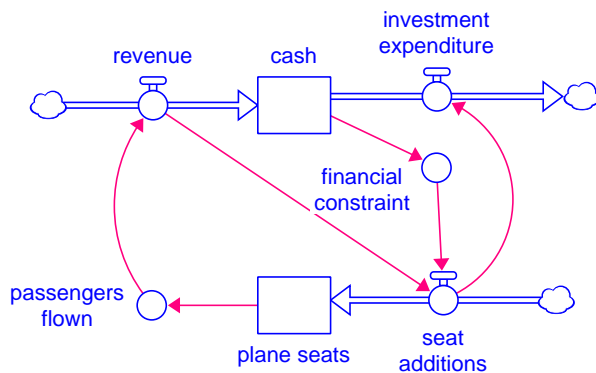 investment
expenditure
revenue
cash
financial
constraint
passengers
flown
plane seats
seat
additions